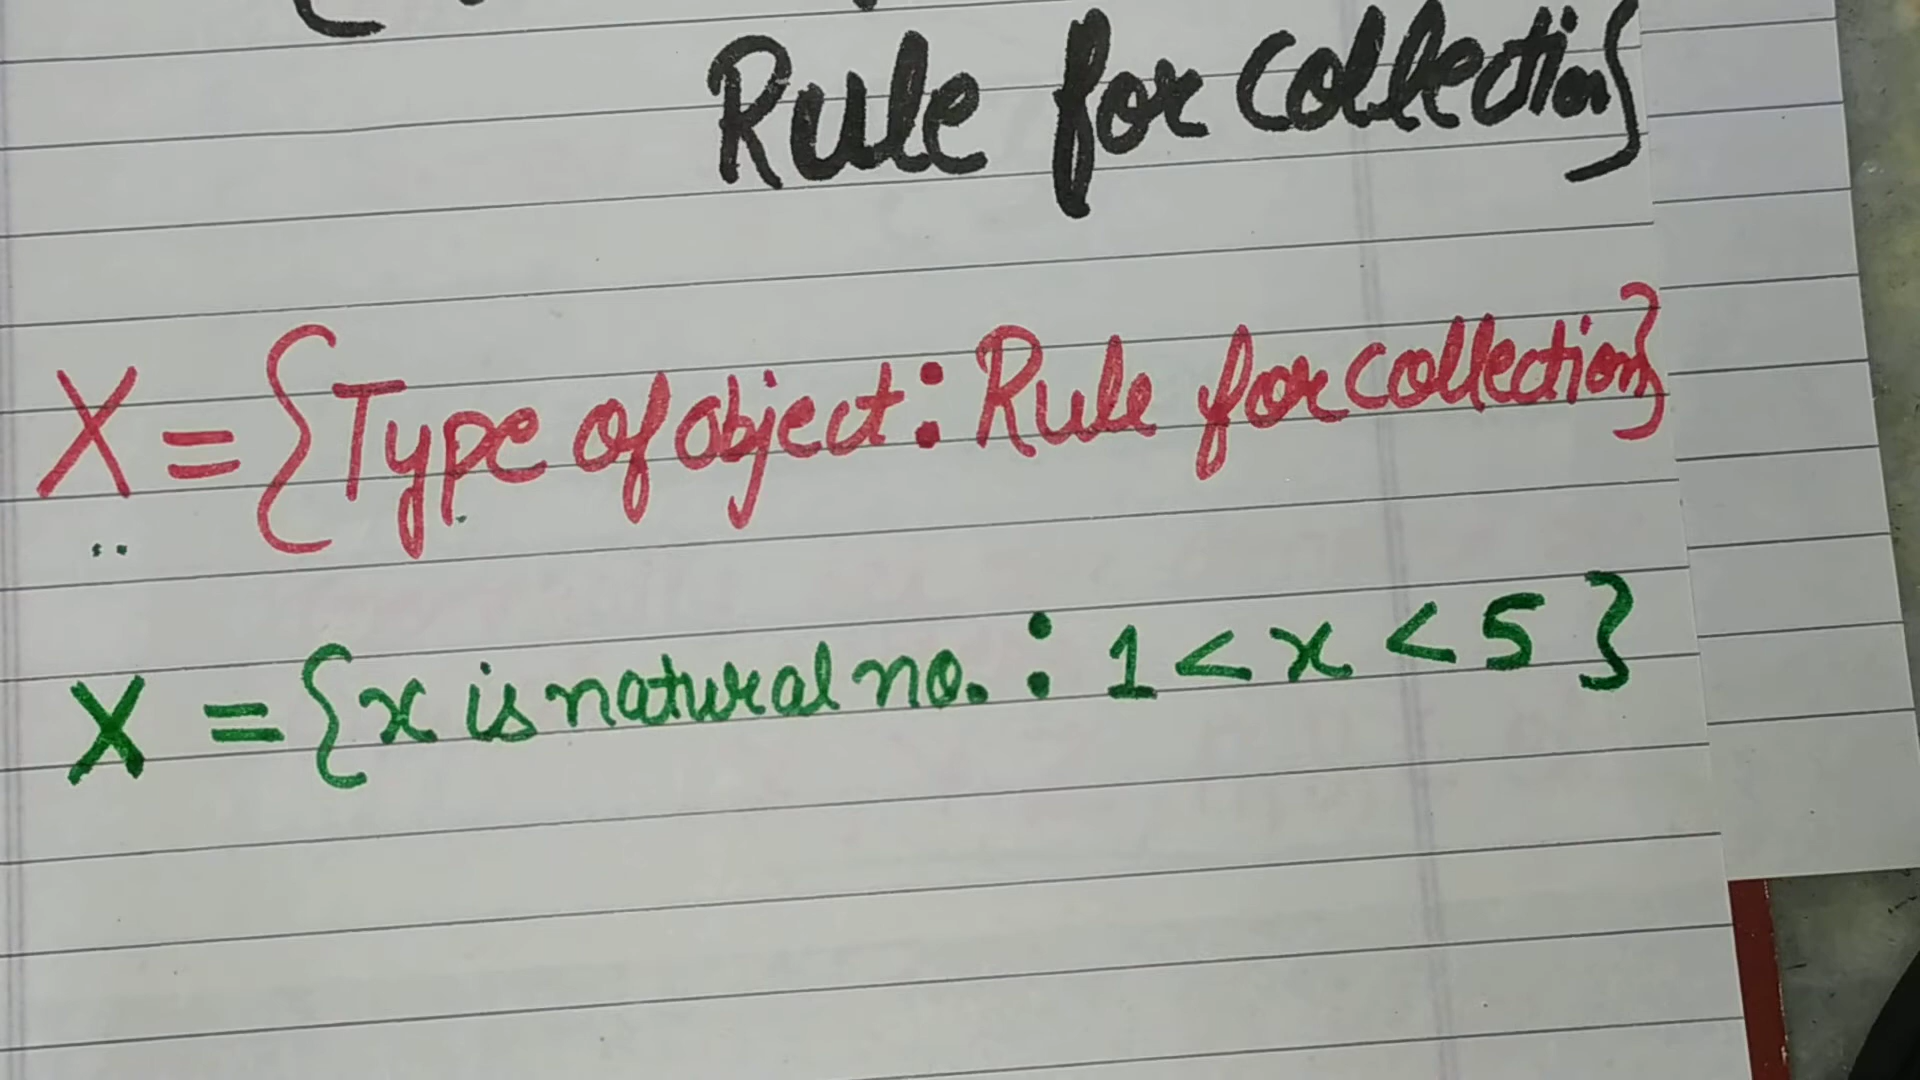 Rule for collection}
X = {Type of object : Rule for collection}
X = {x is natural no. : 1 < x < 5 }